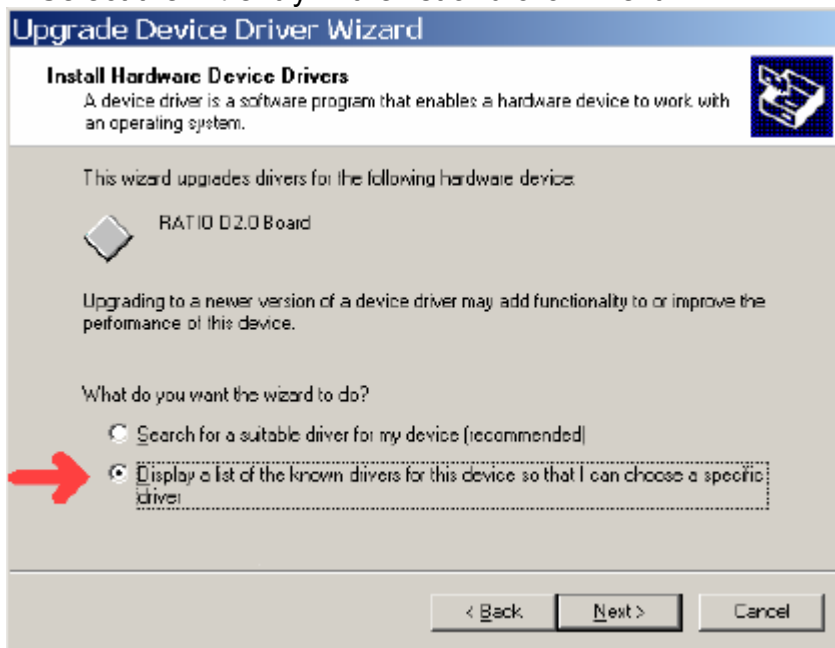 Upgrade Device Driver Wizard
Install Hardware Device Drivers
A device driver is a software program that enables a hardware device to work with
an operating system.
This wizard upgrades drivers for the following hardware device:
RATIO D2.0 Board
Upgrading to a newer version of a device driver may add functionality to or improve the
performance of this device.
What do you want the wizard to do?
Search for a suitable driver for my device (recommended)
Display a list of the known drivers for this device so that I can choose a specific
driver
< Back
Next >
Cancel